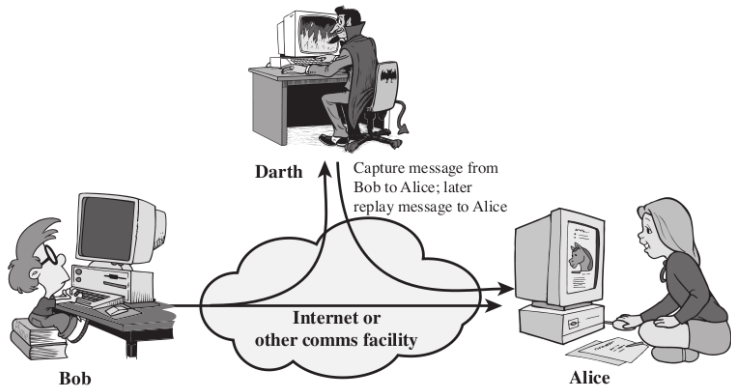 Darth
Capture message from
Bob to Alice; later
replay message to Alice
Internet or
other comms facility
Bob
Alice